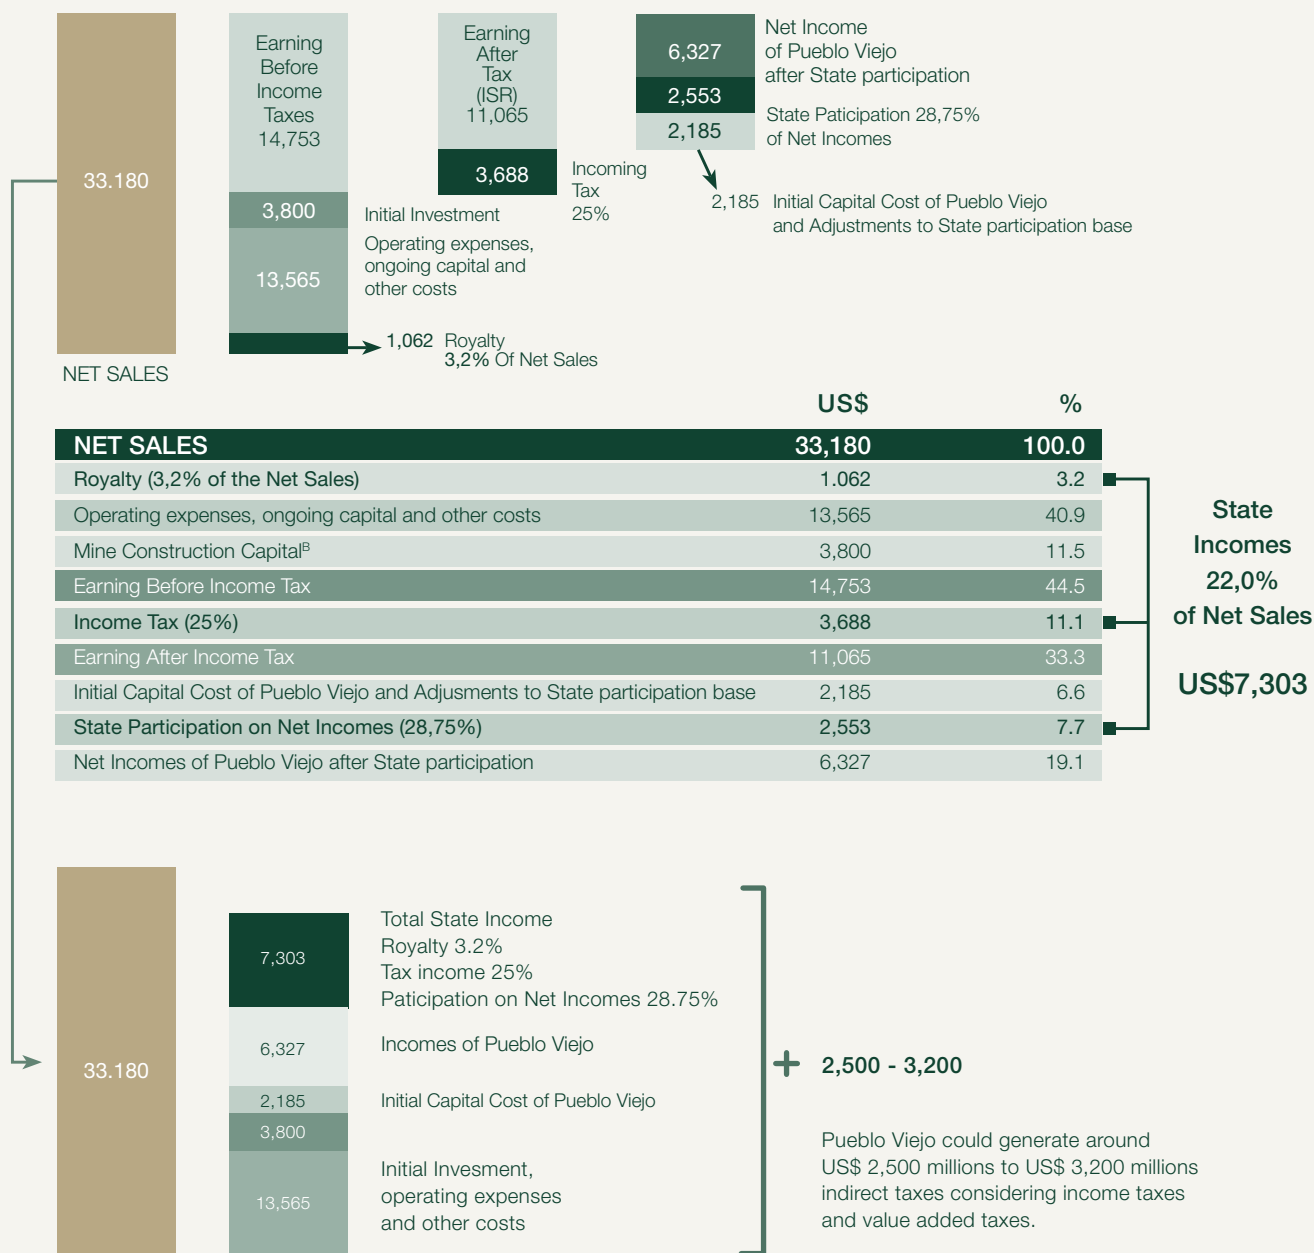 33.180
NET SALES
Earning
Before
Income
Taxes
14,753
3,800
Initial Investment
13,565
Operating expenses,
ongoing capital and
other costs
1,062 Royalty
3,2% Of Net Sales
Earning
After
Tax
(ISR)
11,065
3,688
Incoming
Tax
25%
6,327
Net Income
of Pueblo Viejo
after State participation
2,553
State Paticipation 28,75%
of Net Incomes
2,185
2,185 Initial Capital Cost of Pueblo Viejo
and Adjustments to State participation base
US$ %
NET SALES 33,180 100.0
Royalty (3,2% of the Net Sales) 1.062 3.2
Operating expenses, ongoing capital and other costs 13,565 40.9
Mine Construction Capitalᴮ 3,800 11.5
Earning Before Income Tax 14,753 44.5
Income Tax (25%) 3,688 11.1
Earning After Income Tax 11,065 33.3
Initial Capital Cost of Pueblo Viejo and Adjusments to State participation base 2,185 6.6
State Participation on Net Incomes (28,75%) 2,553 7.7
Net Incomes of Pueblo Viejo after State participation 6,327 19.1
State
Incomes
22,0%
of Net Sales
US$7,303
33.180
7,303
Total State Income
Royalty 3.2%
Tax income 25%
Paticipation on Net Incomes 28.75%
6,327
Incomes of Pueblo Viejo
2,185
Initial Capital Cost of Pueblo Viejo
3,800
13,565
Initial Invesment,
operating expenses
and other costs
+ 2,500 - 3,200
Pueblo Viejo could generate around
US$ 2,500 millions to US$ 3,200 millions
indirect taxes considering income taxes
and value added taxes.